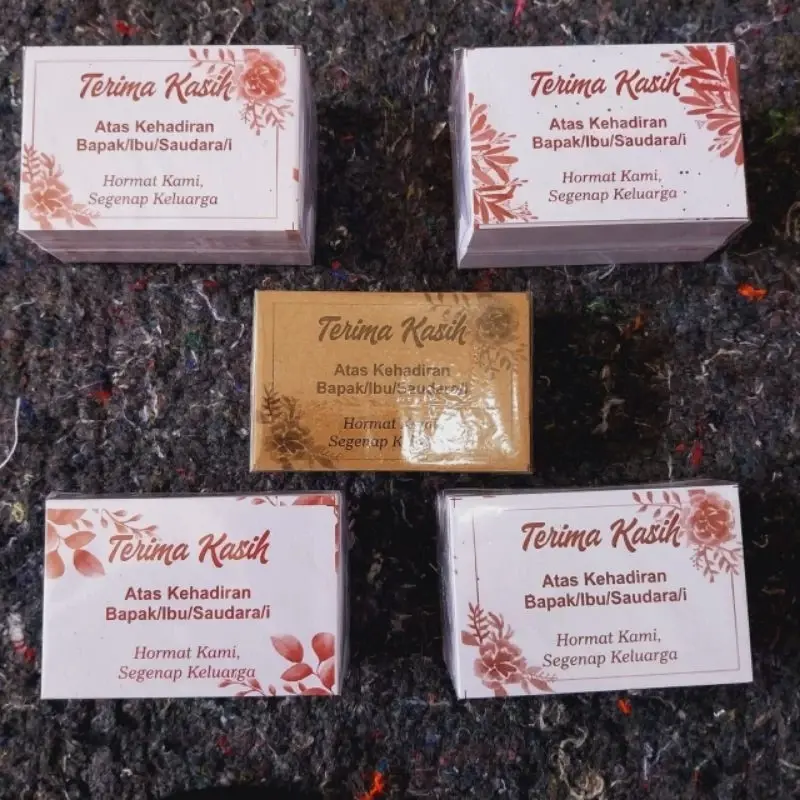 Terima Kasih
Atas Kehadiran
Bapak/Ibu/Saudara/i
Hormat Kami,
Segenap Keluarga
Terima Kasih
Atas Kehadiran
Bapak/Ibu/Saudara/i
Hormat Kami,
Segenap Keluarga
Terima Kasih
Atas Kehadiran
Bapak/Ibu/Saudara/i
Hormat
Segenap
Terima Kasih
Atas Kehadiran
Bapak/Ibu/Saudara/i
Hormat Kami,
Segenap Keluarga
Terima Kasih
Atas Kehadiran
Bapak/Ibu/Saudara/i
Hormat Kami,
Segenap Keluarga